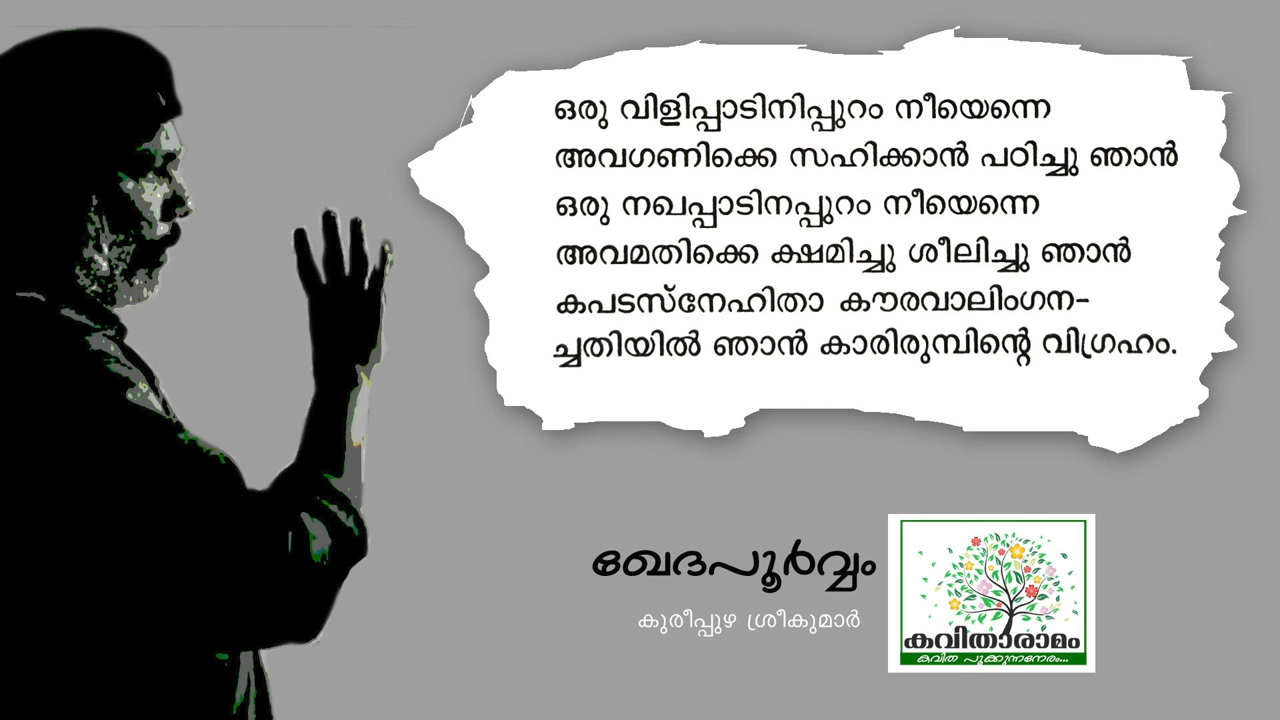 ഒരു വിളിപ്പാടിനിപ്പുറം നീയെന്നെ
അവഗണിക്കെ സഹിക്കാൻ പഠിച്ചു ഞാൻ
ഒരു നഖപ്പാടിനപ്പുറം നീയെന്നെ
അവമതിക്കെ ക്ഷമിച്ചു ശീലിച്ചു ഞാൻ
കപടസ്നേഹിതാ കൗരവാലിംഗന-
ച്ചതിയിൽ ഞാൻ കാരിരുമ്പിന്റെ വിഗ്രഹം.
ഖേദപൂർവ്വം
കുരീപ്പുഴ ശ്രീകുമാർ
കവിതാരാമം
കവിത പൂക്കുന്നനേരം...